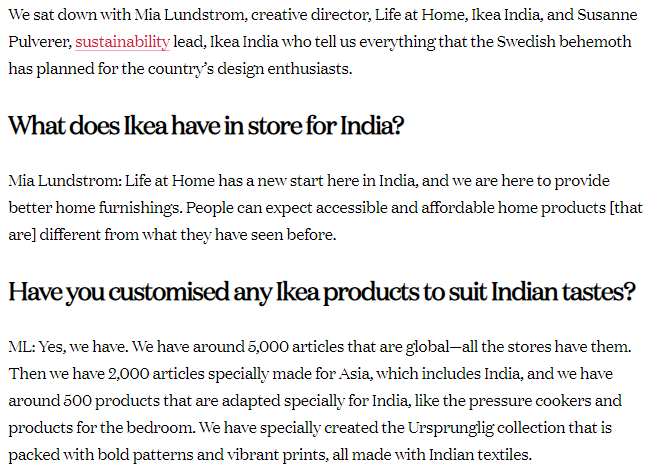 We sat down with Mia Lundstrom, creative director, Life at Home, Ikea India, and Susanne
Pulverer, sustainability lead, Ikea India who tell us everything that the Swedish behemoth
has planned for the country's design enthusiasts.
What does Ikea have in store for India?
Mia Lundstrom: Life at Home has a new start here in India, and we are here to provide
better home furnishings. People can expect accessible and affordable home products [that
are] different from what they have seen before.
Have you customised any Ikea products to suit Indian tastes?
ML: Yes, we have. We have around 5,000 articles that are global—all the stores have them.
Then we have 2,000 articles specially made for Asia, which includes India, and we have
around 500 products that are adapted specially for India, like the pressure cookers and
products for the bedroom. We have specially created the Ursprunglig collection that is
packed with bold patterns and vibrant prints, all made with Indian textiles.